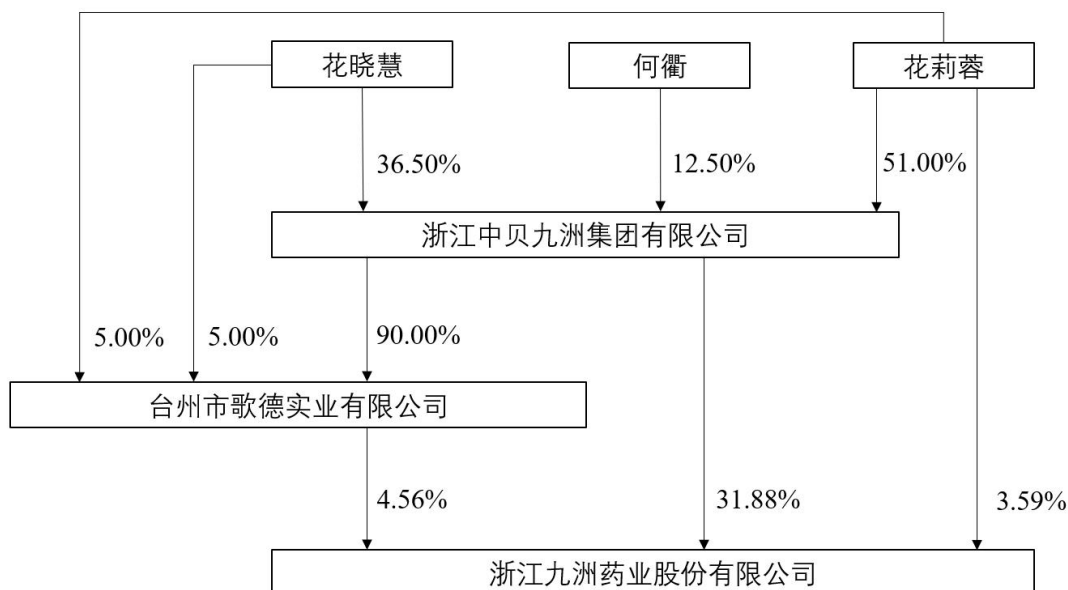 花晓慧
何衢
花莉蓉
36.50%
12.50%
51.00%
浙江中贝九洲集团有限公司
5.00%
5.00%
90.00%
台州市歌德实业有限公司
4.56%
31.88%
3.59%
浙江九洲药业股份有限公司